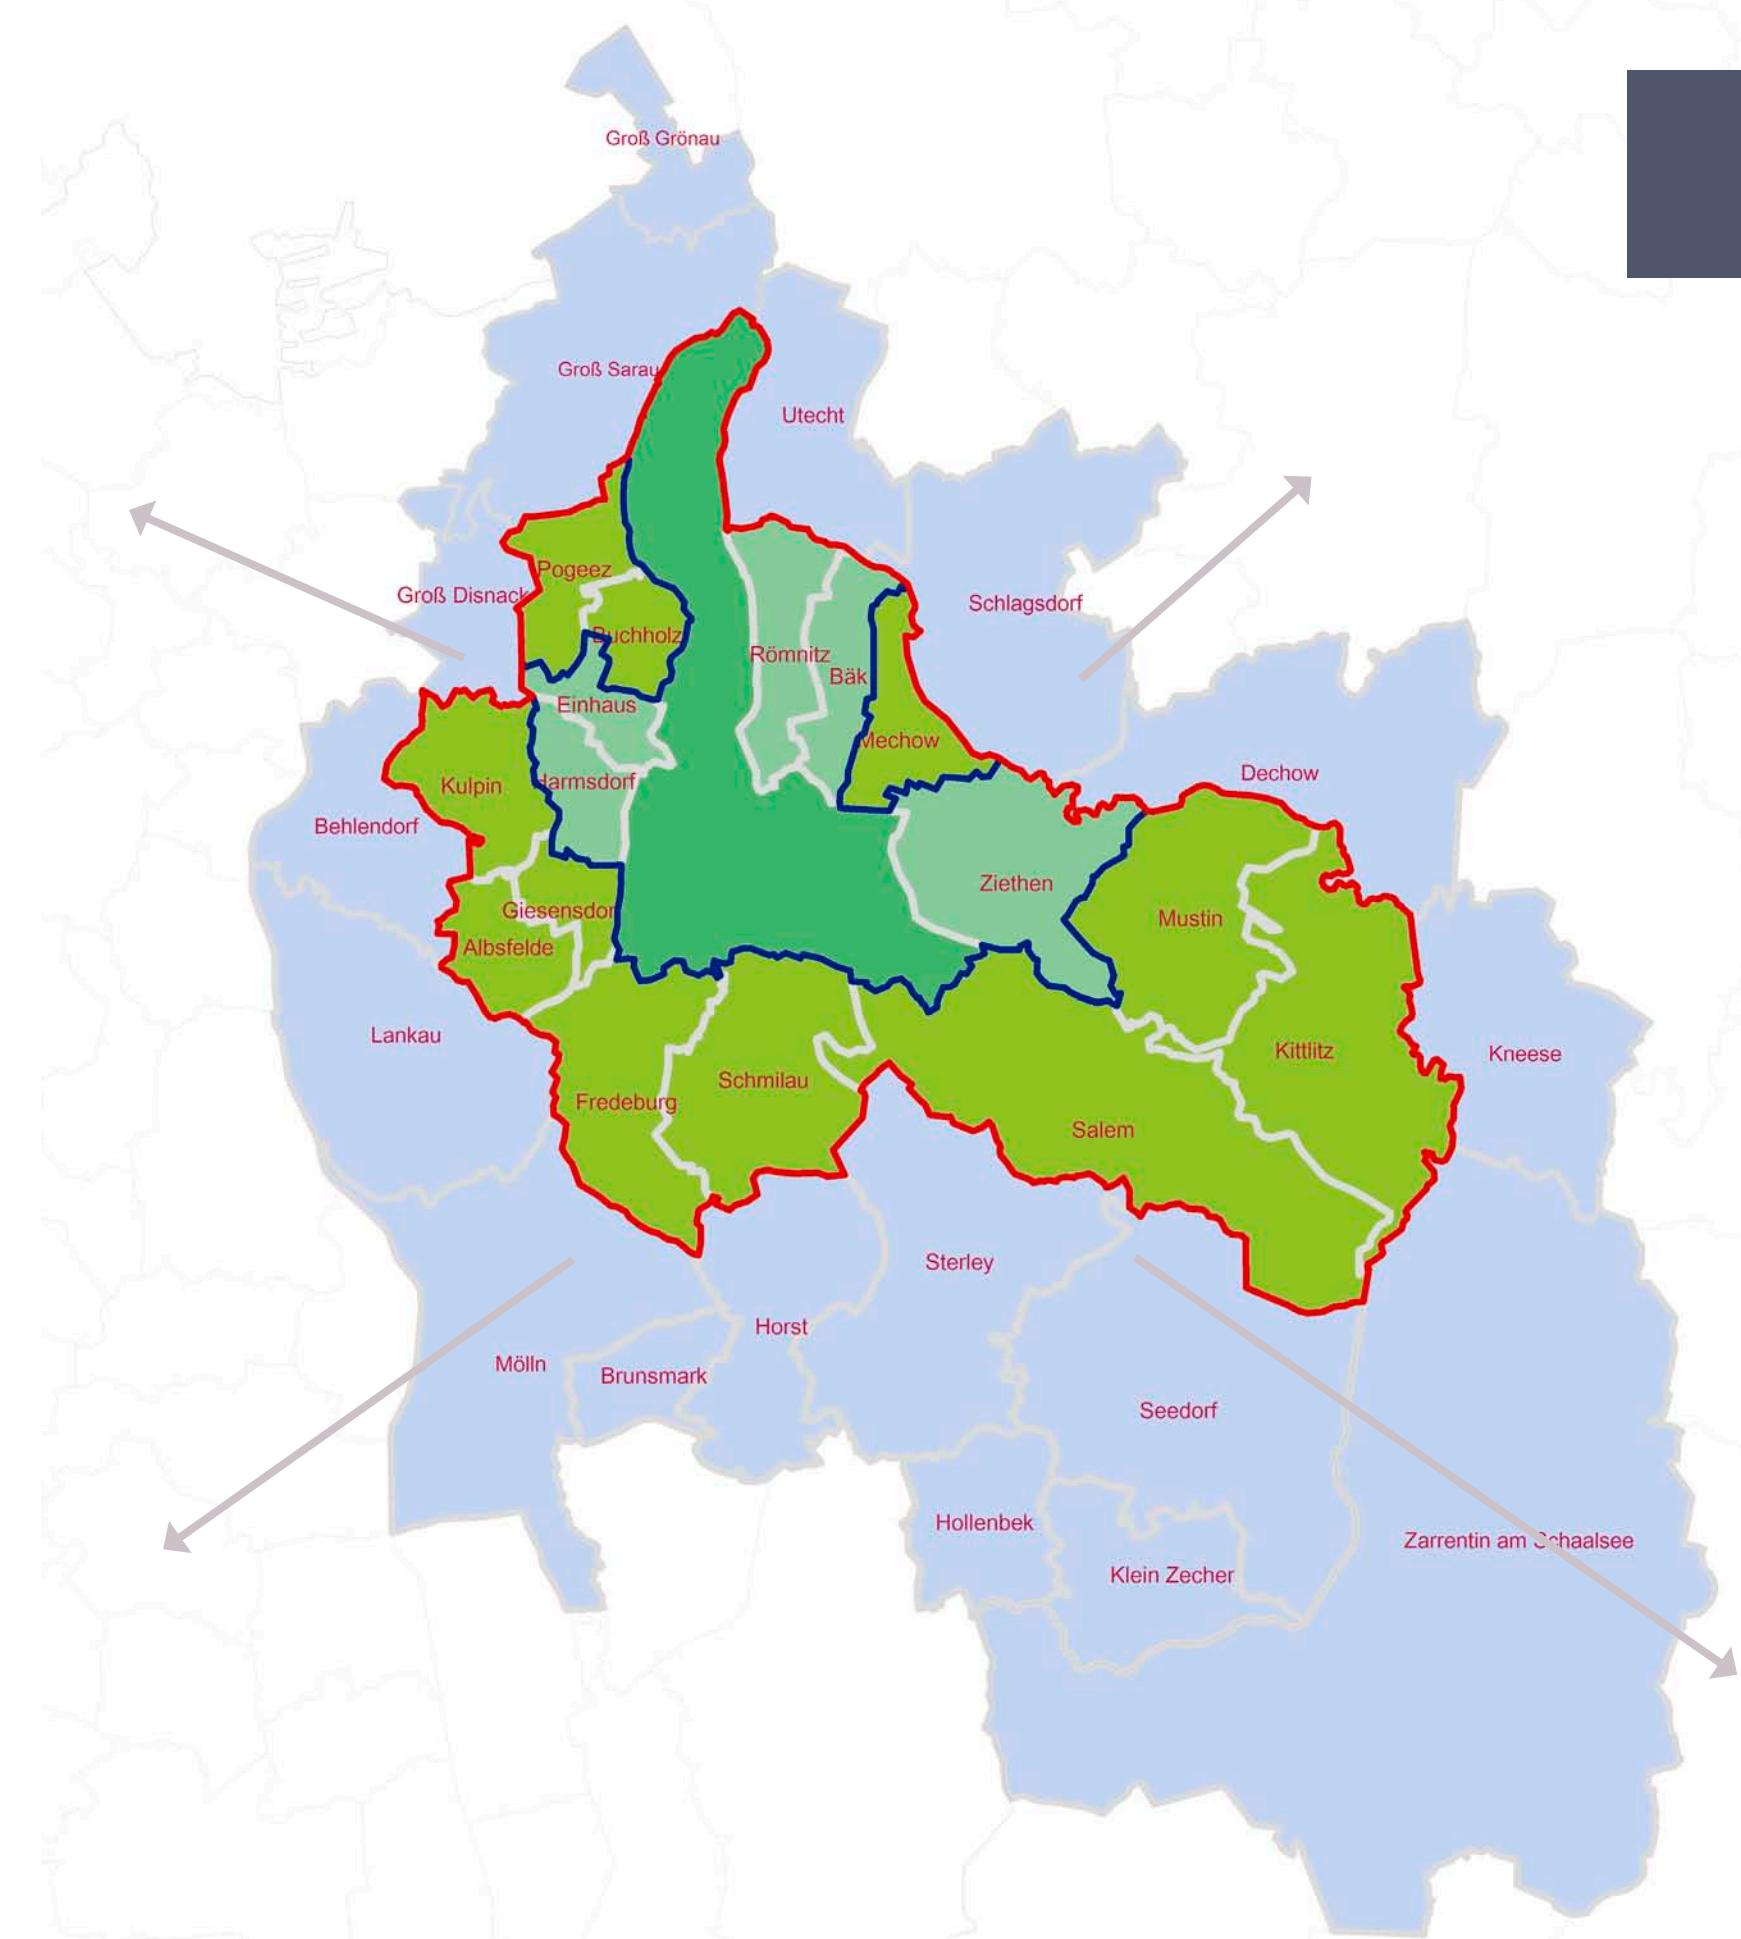 Groß Grönau
Groß Sarau
Utecht
Pogeez
Groß Disnack
Schlagsdorf
Buchholz
Römnitz
Bäk
Einhaus
Mechow
Dechow
Harmsdorf
Kulpin
Behlendorf
Ziethen
Giesensdorf
Mustin
Albsfelde
Lankau
Kittlitz
Kneese
Schmilau
Fredeburg
Salem
Sterley
Horst
Mölln
Brunsmark
Seedorf
Hollenbek
Zarrentin am Schaalsee
Klein Zecher